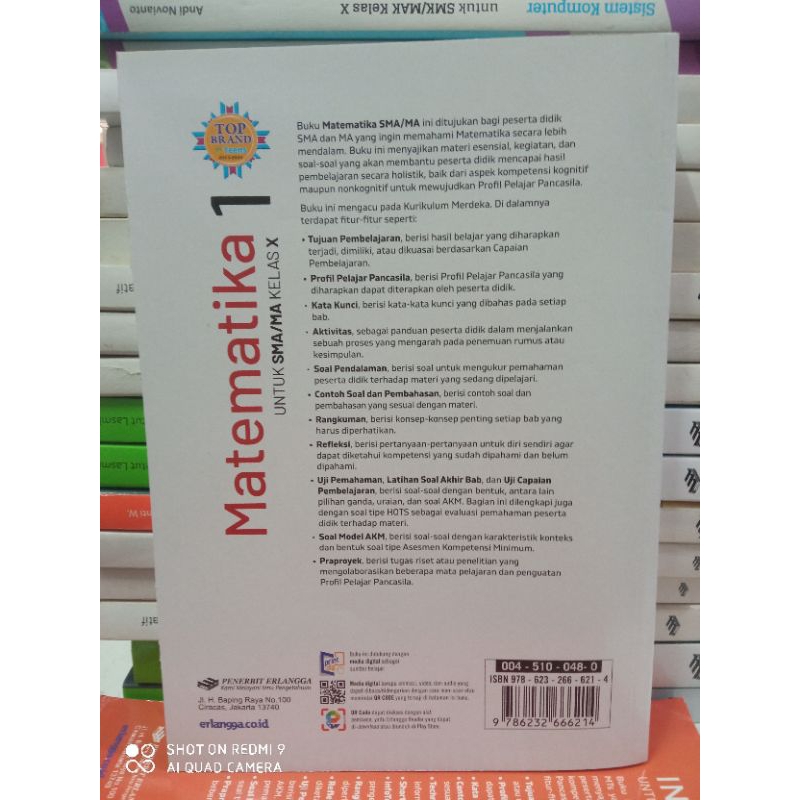 Andi Novianto
untuk SMK/MAK Kelas X
Sistem Komputer
TOP
BRAND
Matematika 1
UNTUK SMA/MA KELAS X
Buku Matematika SMA/MA ini ditujukan bagi peserta didik
SMA dan MA yang ingin memahami Matematika secara lebih
mendalam. Buku ini menyajikan materi esensial, kegiatan, dan
soal-soal yang akan membantu peserta didik mencapai hasil
pembelajaran secara holistik, baik dari aspek kompetensi kognitif
maupun nonkognitif untuk mewujudkan Profil Pelajar Pancasila.
Buku ini mengacu pada Kurikulum Merdeka. Di dalamnya
terdapat fitur-fitur seperti:
• Tujuan Pembelajaran, berisi hasil belajar yang diharapkan
terjadi, dimiliki, atau dikuasai berdasarkan Capaian
Pembelajaran.
• Profil Pelajar Pancasila, berisi Profil Pelajar Pancasila yang
diharapkan dapat diterapkan oleh peserta didik.
• Kata Kunci, berisi kata-kata kunci yang dibahas pada setiap
bab.
• Aktivitas, sebagai panduan peserta didik dalam menjalankan
sebuah proses yang mengarah pada penemuan rumus atau
kesimpulan.
• Soal Pendalaman, berisi soal untuk mengukur pemahaman
peserta didik terhadap materi yang sedang dipelajari.
• Contoh Soal dan Pembahasan, berisi contoh soal dan
pembahasan yang sesuai dengan materi.
• Rangkuman, berisi konsep-konsep penting setiap bab yang
harus diperhatikan.
• Refleksi, berisi pertanyaan-pertanyaan untuk diri sendiri agar
dapat diketahui kompetensi yang sudah dipahami dan belum
dipahami.
• Uji Pemahaman, Latihan Soal Akhir Bab, dan Uji Capaian
Pembelajaran, berisi soal-soal dengan bentuk, antara lain
pilihan ganda, uraian, dan soal AKM. Bagian ini dilengkapi juga
dengan soal tipe HOTS sebagai evaluasi pemahaman peserta
didik terhadap materi.
• Soal Model AKM, berisi soal-soal dengan karakteristik konteks
dan bentuk soal tipe Asesmen Kompetensi Minimum.
• Praproyek, berisi tugas riset atau penelitian yang
mengolaborasikan beberapa mata pelajaran dan penguatan
Profil Pelajar Pancasila.
PENERBIT ERLANGGA
Kami Melayani Ilmu Pengetahuan
Jl. H. Baping Raya No.100
Ciracas, Jakarta 13740
erlangga.co.id
Buku ini didukung dengan
media digital sebagai
sumber belajar.
004 - 510 - 048- 0
ISBN 978 - 623 - 266 - 621 - 4
9 786232 666214
SHOT ON REDMI 9
AI QUAD CAMERA